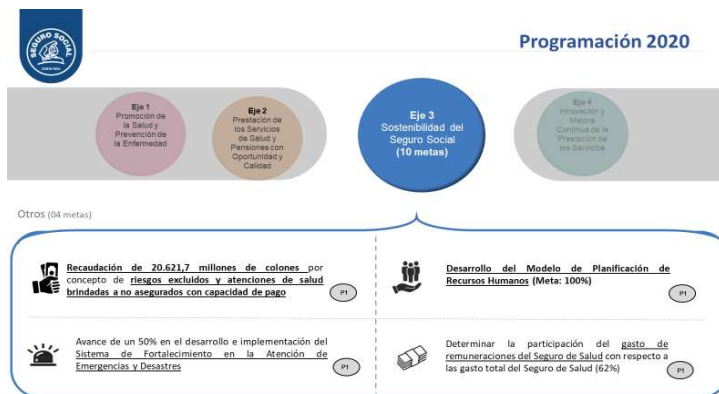 SEGURO SOCIAL
COSTA RICA
Programación 2020
Eje 1
Promoción de
la Salud y
Prevención de
la Enfermedad
Eje 2
Prestación de
los Servicios
de Salud y
Pensiones con
Oportunidad y
Calidad
Eje 3
Sostenibilidad del
Seguro Social
(10 metas)
Eje 4
Innovación y
Mejora
Continua de la
Prestación de
los Servicios
Otros (04 metas)
Recaudación de 20.621,7 millones de colones por
concepto de riesgos excluidos y atenciones de salud
brindadas a no asegurados con capacidad de pago
P1
Desarrollo del Modelo de Planificación de
Recursos Humanos (Meta: 100%)
P1
Avance de un 50% en el desarrollo e implementación del
Sistema de Fortalecimiento en la Atención de
Emergencias y Desastres
P1
Determinar la participación del gasto de
remuneraciones del Seguro de Salud con respecto a
las gasto total del Seguro de Salud (62%)
P1